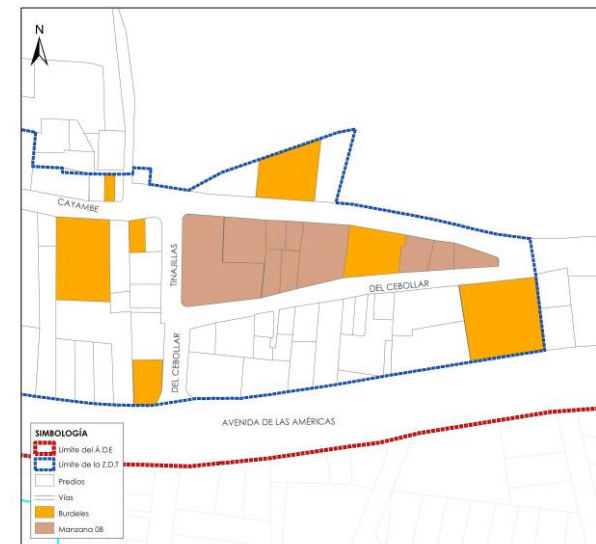 N
CAYAMBE
TINAJILLAS
DEL CEBOLLAR
DEL CEBOLLAR
AVENIDA DE LAS AMÉRICAS
SIMBOLOGÍA
Límite del Á.D.E
Límite de la Z.D.T
Predios
Vías
Burdeles
Manzana 08